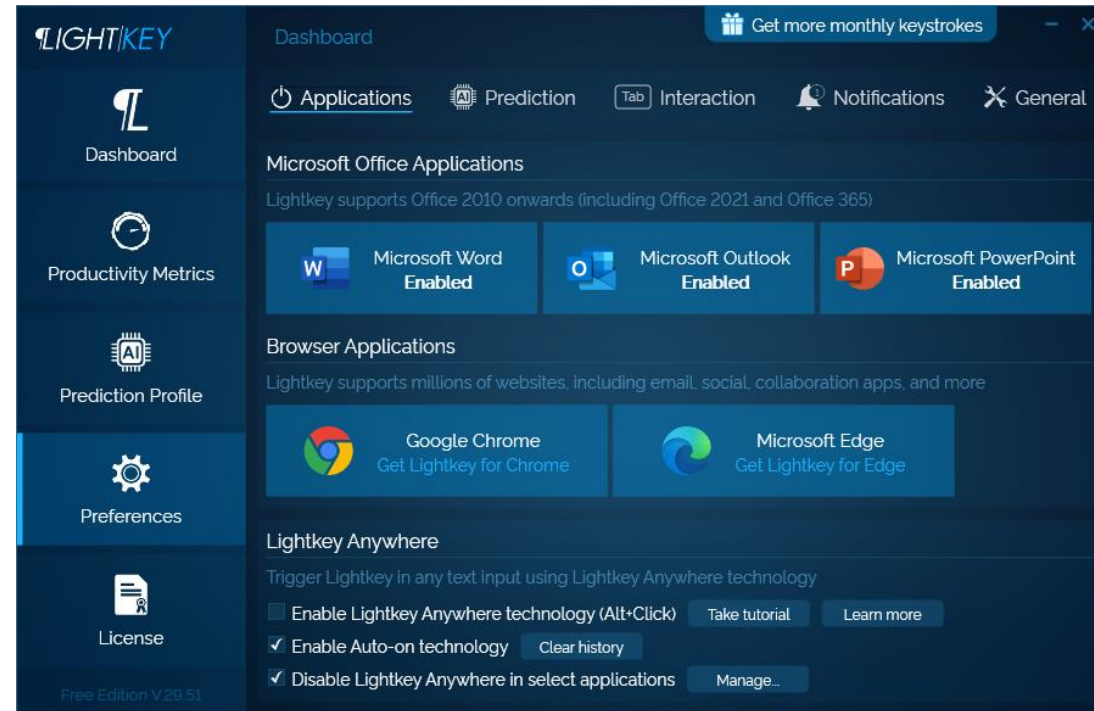 LIGHT|KEY
Dashboard
Get more monthly keystrokes
Dashboard
Productivity Metrics
AI
Prediction Profile
Preferences
License
Free Edition V.29.51
Applications
AI
Prediction
Tab
Interaction
1
Notifications
General
Microsoft Office Applications
Lightkey supports Office 2010 onwards (including Office 2021 and Office 365)
W
Microsoft Word
Enabled
O
Microsoft Outlook
Enabled
P
Microsoft PowerPoint
Enabled
Browser Applications
Lightkey supports millions of websites, including email, social, collaboration apps, and more
Google Chrome
Get Lightkey for Chrome
Microsoft Edge
Get Lightkey for Edge
Lightkey Anywhere
Trigger Lightkey in any text input using Lightkey Anywhere technology
Enable Lightkey Anywhere technology (Alt+Click) Take tutorial Learn more
Enable Auto-on technology Clear history
Disable Lightkey Anywhere in select applications Manage...